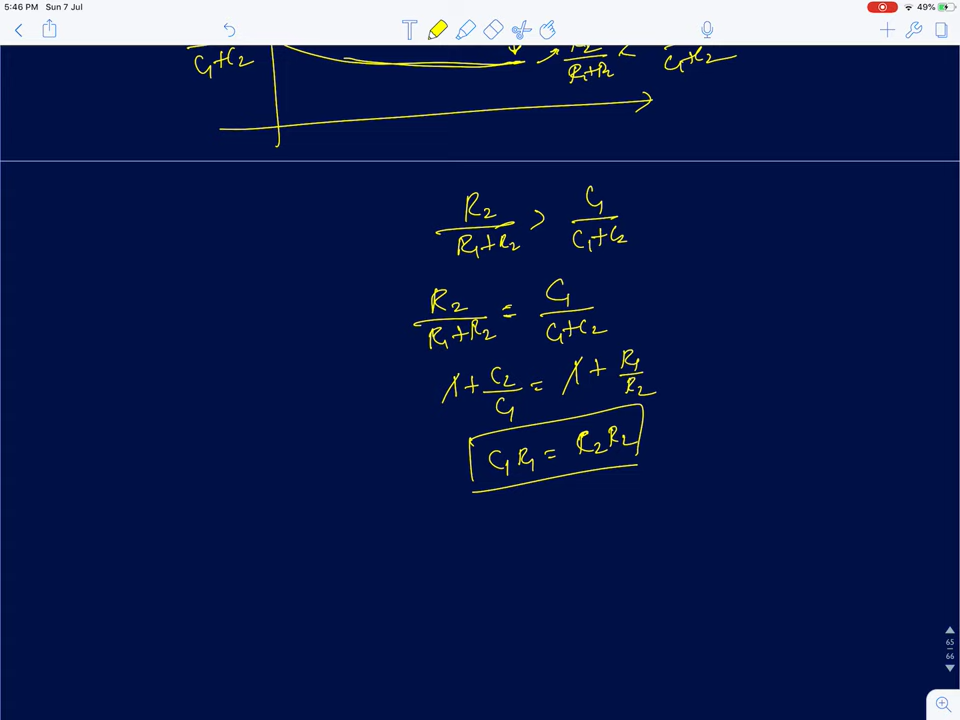 5:46 PM Sun 7 Jul 49%
T
C1+C2 R2/R1+R2 < C1+C2
R2/R1+R2 > C1/C1+C2
R2/R1+R2 = C1/C1+C2
1 + C2/C1 = 1 + R1/R2
C1R1 = R2R2
65
66